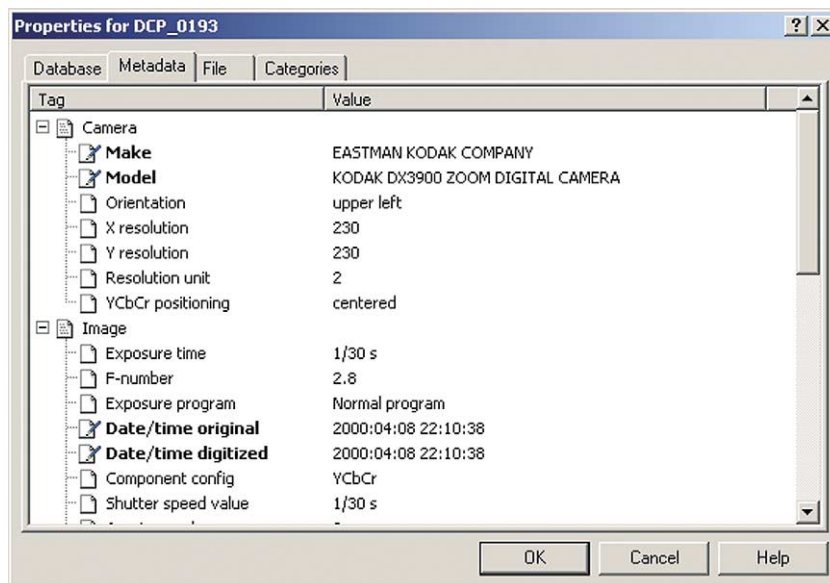 Properties for DCP_0193
Database Metadata File Categories
Tag Value
Camera
Make EASTMAN KODAK COMPANY
Model KODAK DX3900 ZOOM DIGITAL CAMERA
Orientation upper left
X resolution 230
Y resolution 230
Resolution unit 2
YCbCr positioning centered
Image
Exposure time 1/30 s
F-number 2.8
Exposure program Normal program
Date/time original 2000:04:08 22:10:38
Date/time digitized 2000:04:08 22:10:38
Component config YCbCr
Shutter speed value 1/30 s
OK Cancel Help